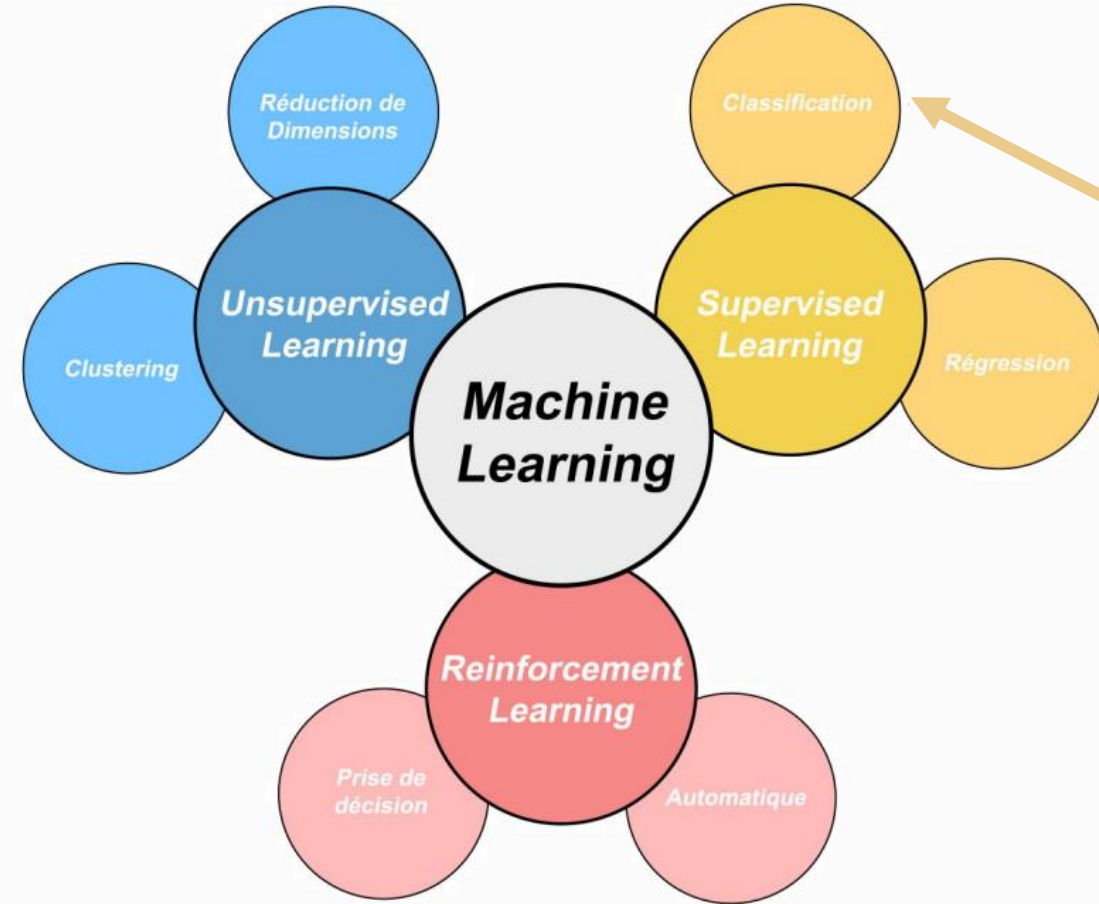 Réduction de
Dimensions
Classification
Unsupervised
Learning
Supervised
Learning
Clustering
Régression
Machine
Learning
Reinforcement
Learning
Prise de
décision
Automatique